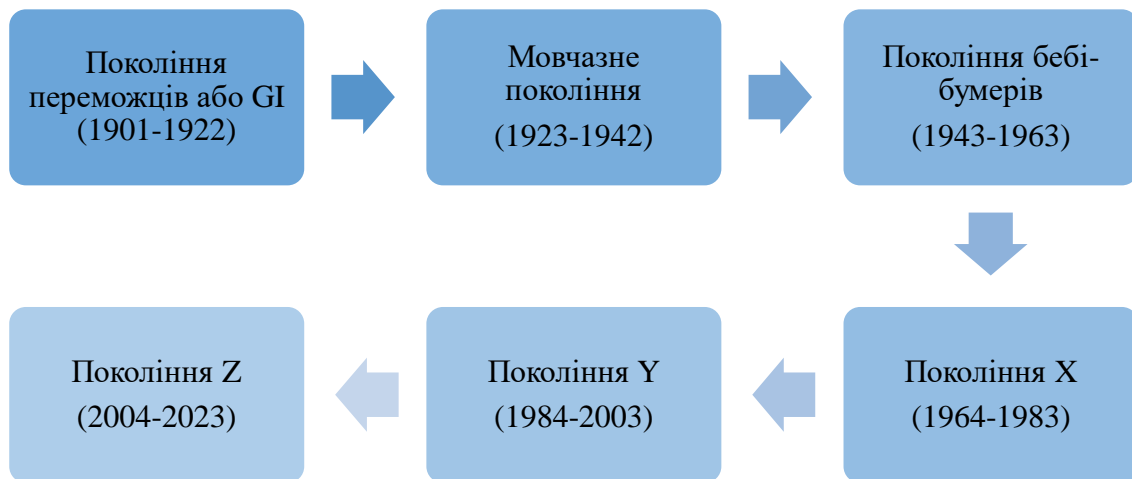 Покоління
переможців або GI
(1901-1922)
Мовчазне
покоління
(1923-1942)
Покоління бебі-
бумерів
(1943-1963)
Покоління X
(1964-1983)
Покоління Y
(1984-2003)
Покоління Z
(2004-2023)